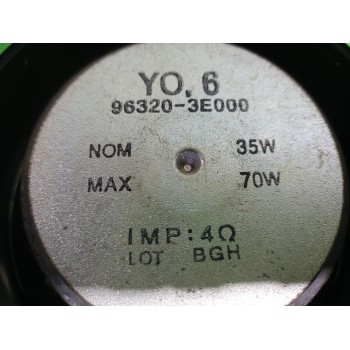 YO, 6
96320-3E000
NOM 35W
MAX 70W
IMP:4Ω
LOT BGH